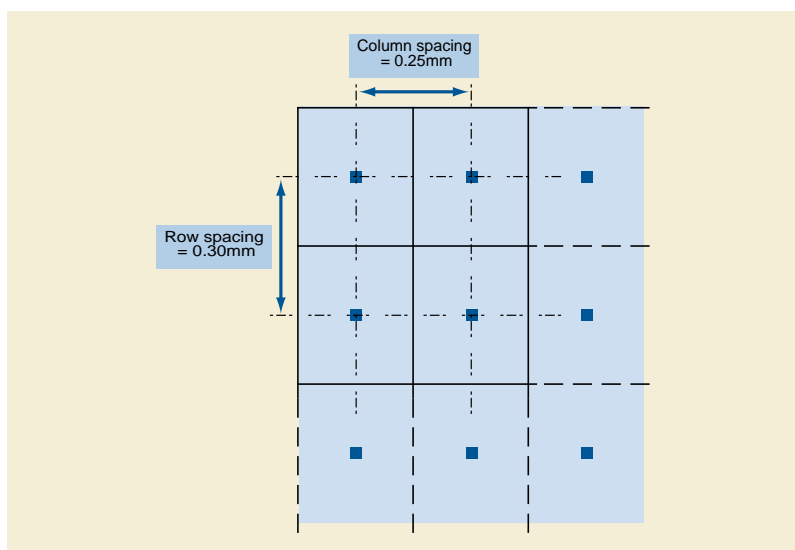 Column spacing
= 0.25mm
Row spacing
= 0.30mm